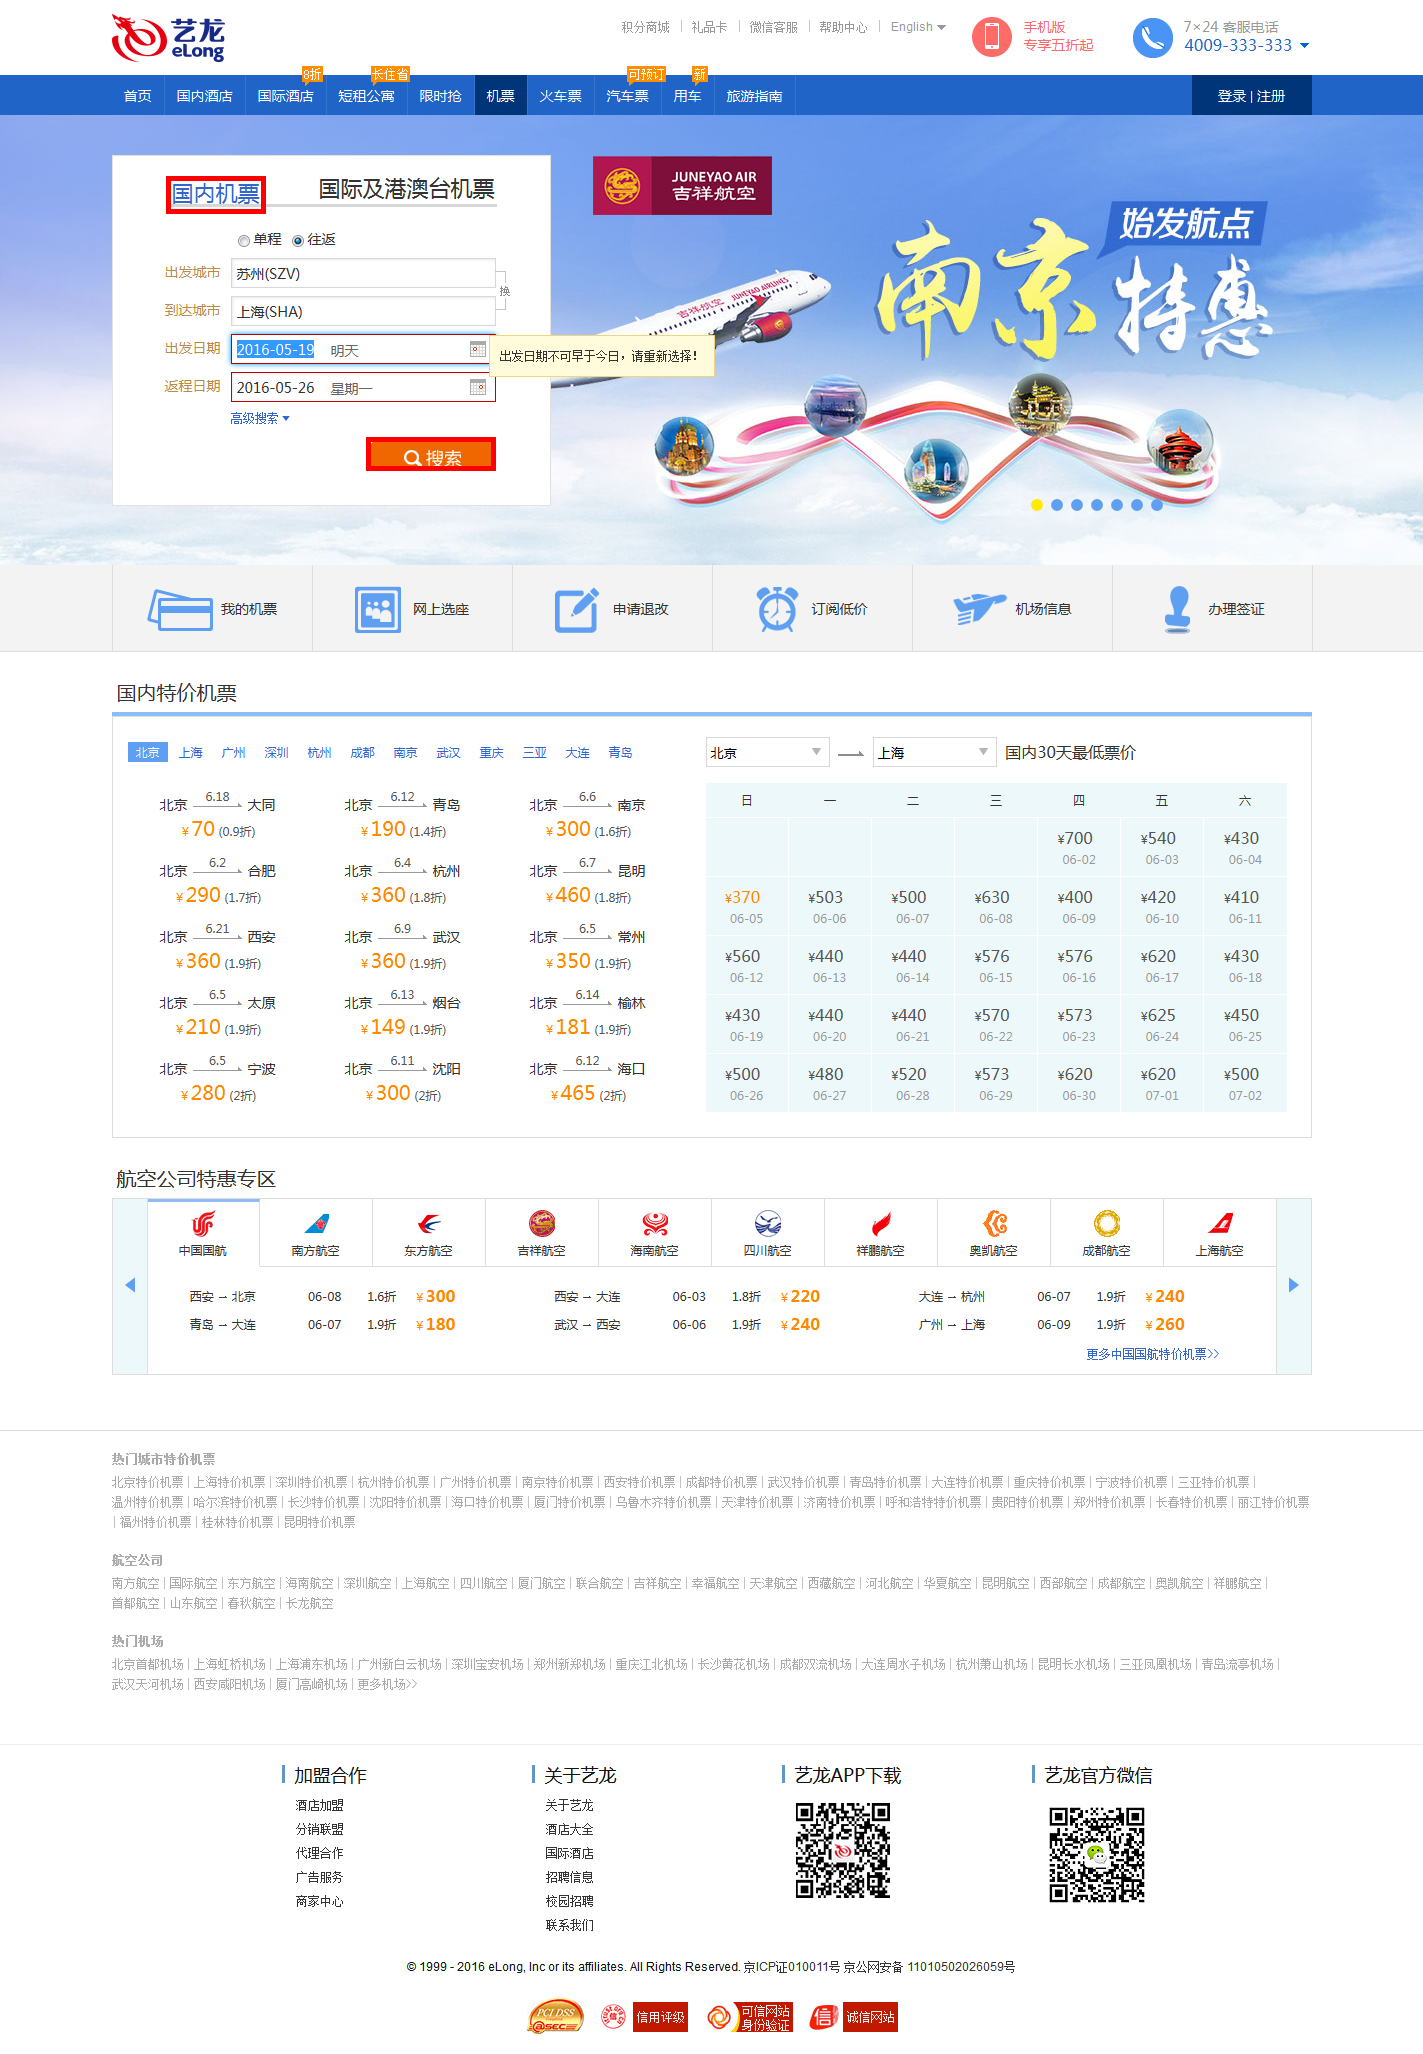 艺龙
eLong
积分商城 | 礼品卡 | 微信客服 | 帮助中心 | English
手机版
专享五折起
7×24 客服电话
4009-333-333
8折 长住省 可预订 新
首页 国内酒店 国际酒店 短租公寓 限时抢 机票 火车票 汽车票 用车 旅游指南 登录 | 注册
国内机票 国际及港澳台机票
单程 往返
出发城市 苏州(SZV)
换
到达城市 上海(SHA)
出发日期 2016-05-19 明天
出发日期不可早于今日，请重新选择！
返程日期 2016-05-26 星期一
高级搜索
搜索
JUNEYAO AIR
吉祥航空
始发航点
南京特惠
吉祥航空 JUNEYAO AIRLINES
我的机票 网上选座 申请退改 订阅低价 机场信息 办理签证
国内特价机票
北京 上海 广州 深圳 杭州 成都 南京 武汉 重庆 三亚 大连 青岛
北京 6.18 大同 北京 6.12 青岛 北京 6.6 南京
¥70 (0.9折) ¥190 (1.4折) ¥300 (1.6折)
北京 6.2 合肥 北京 6.4 杭州 北京 6.7 昆明
¥290 (1.7折) ¥360 (1.8折) ¥460 (1.8折)
北京 6.21 西安 北京 6.9 武汉 北京 6.5 常州
¥360 (1.9折) ¥360 (1.9折) ¥350 (1.9折)
北京 6.5 太原 北京 6.13 烟台 北京 6.14 榆林
¥210 (1.9折) ¥149 (1.9折) ¥181 (1.9折)
北京 6.5 宁波 北京 6.11 沈阳 北京 6.12 海口
¥280 (2折) ¥300 (2折) ¥465 (2折)
北京 上海 国内30天最低票价
日 一 二 三 四 五 六
¥700 ¥540 ¥430
06-02 06-03 06-04
¥370 ¥503 ¥500 ¥630 ¥400 ¥420 ¥410
06-05 06-06 06-07 06-08 06-09 06-10 06-11
¥560 ¥440 ¥440 ¥576 ¥576 ¥620 ¥430
06-12 06-13 06-14 06-15 06-16 06-17 06-18
¥430 ¥440 ¥440 ¥570 ¥573 ¥625 ¥450
06-19 06-20 06-21 06-22 06-23 06-24 06-25
¥500 ¥480 ¥520 ¥573 ¥620 ¥620 ¥500
06-26 06-27 06-28 06-29 06-30 07-01 07-02
航空公司特惠专区
中国国航 南方航空 东方航空 吉祥航空 海南航空 四川航空 祥鹏航空 奥凯航空 成都航空 上海航空
西安 → 北京 06-08 1.6折 ¥300 西安 → 大连 06-03 1.8折 ¥220 大连 → 杭州 06-07 1.9折 ¥240
青岛 → 大连 06-07 1.9折 ¥180 武汉 → 西安 06-06 1.9折 ¥240 广州 → 上海 06-09 1.9折 ¥260
更多中国国航特价机票>>
热门城市特价机票
北京特价机票 | 上海特价机票 | 深圳特价机票 | 杭州特价机票 | 广州特价机票 | 南京特价机票 | 西安特价机票 | 成都特价机票 | 武汉特价机票 | 青岛特价机票 | 大连特价机票 | 重庆特价机票 | 宁波特价机票 | 三亚特价机票 |
温州特价机票 | 哈尔滨特价机票 | 长沙特价机票 | 沈阳特价机票 | 海口特价机票 | 厦门特价机票 | 乌鲁木齐特价机票 | 天津特价机票 | 济南特价机票 | 呼和浩特特价机票 | 贵阳特价机票 | 郑州特价机票 | 长春特价机票 | 丽江特价机票
| 福州特价机票 | 桂林特价机票 | 昆明特价机票
航空公司
南方航空 | 国际航空 | 东方航空 | 海南航空 | 深圳航空 | 上海航空 | 四川航空 | 厦门航空 | 联合航空 | 吉祥航空 | 幸福航空 | 天津航空 | 西藏航空 | 河北航空 | 华夏航空 | 昆明航空 | 西部航空 | 成都航空 | 奥凯航空 | 祥鹏航空 |
首都航空 | 山东航空 | 春秋航空 | 长龙航空
热门机场
北京首都机场 | 上海虹桥机场 | 上海浦东机场 | 广州新白云机场 | 深圳宝安机场 | 郑州新郑机场 | 重庆江北机场 | 长沙黄花机场 | 成都双流机场 | 大连周水子机场 | 杭州萧山机场 | 昆明长水机场 | 三亚凤凰机场 | 青岛流亭机场 |
武汉天河机场 | 西安咸阳机场 | 厦门高崎机场 | 更多机场>>
加盟合作
酒店加盟
分销联盟
代理合作
广告服务
商家中心
关于艺龙
关于艺龙
酒店大全
国际酒店
招聘信息
校园招聘
联系我们
艺龙APP下载
艺龙官方微信
© 1999 - 2016 eLong, Inc or its affiliates. All Rights Reserved. 京ICP证010011号 京公网安备 11010502026059号
PCI,DSS
@SEC
信用评级
可信网站
身份验证
信
诚信网站